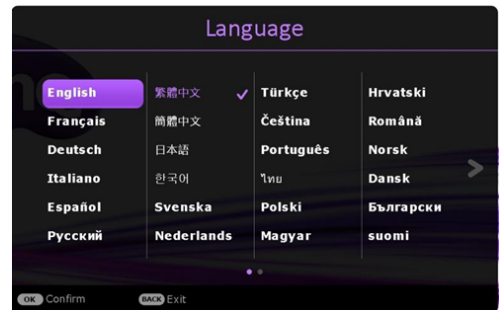 Language
English
Français
Deutsch
Italiano
Español
Русский
繁體中文
簡體中文
日本語
한국어
Svenska
Nederlands
Türkçe
Čeština
Português
ไทย
Polski
Magyar
Hrvatski
Română
Norsk
Dansk
Български
suomi
OK Confirm
BACK Exit